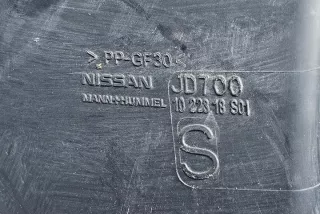 >PP-GF30<
NISSAN JD700
MANN+HUMMEL 10 223-18 S01
S